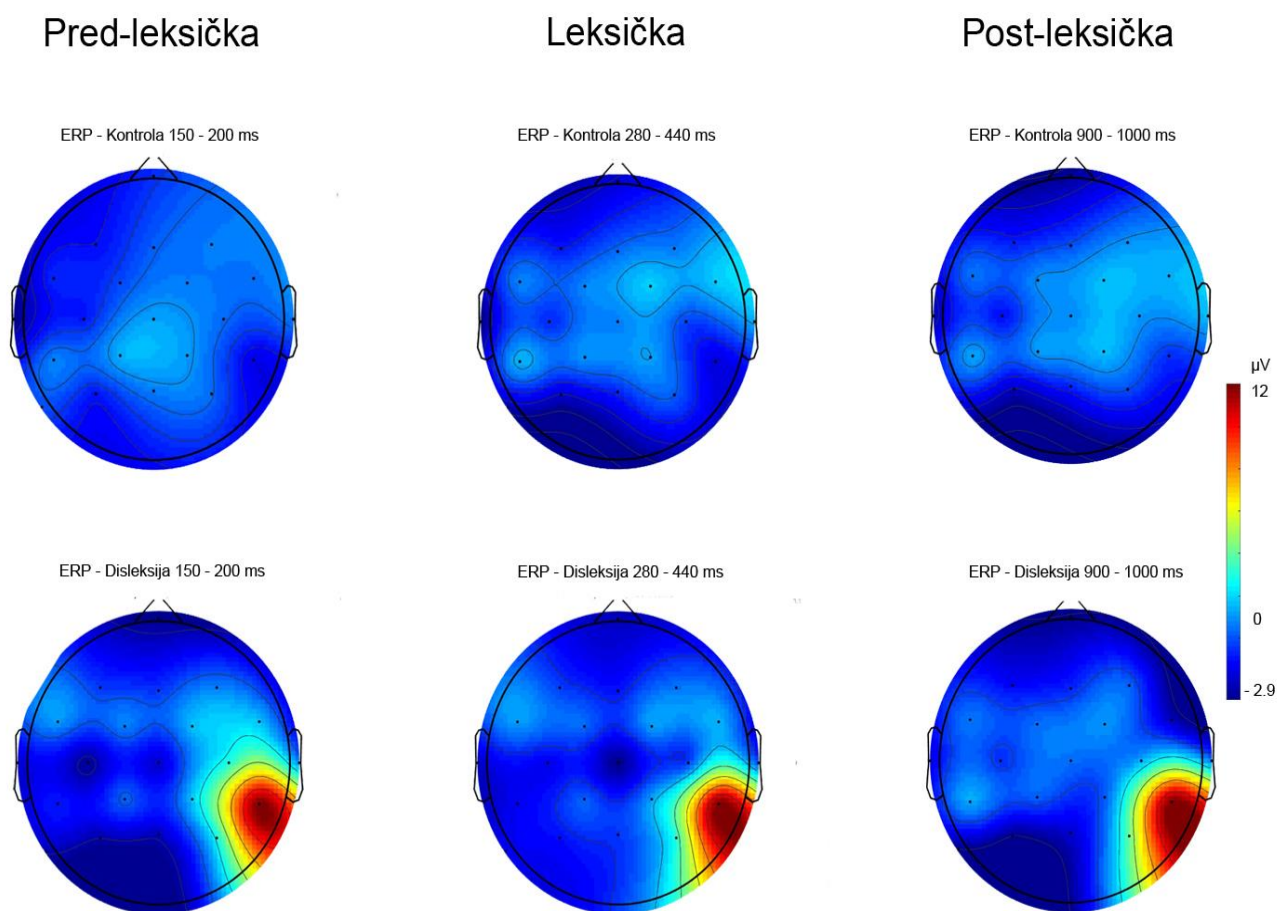 Pred-leksička
Leksička
Post-leksička
ERP - Kontrola 150 - 200 ms
ERP - Kontrola 280 - 440 ms
ERP - Kontrola 900 - 1000 ms
µV
12
0
- 2.9
ERP - Disleksija 150 - 200 ms
ERP - Disleksija 280 - 440 ms
ERP - Disleksija 900 - 1000 ms